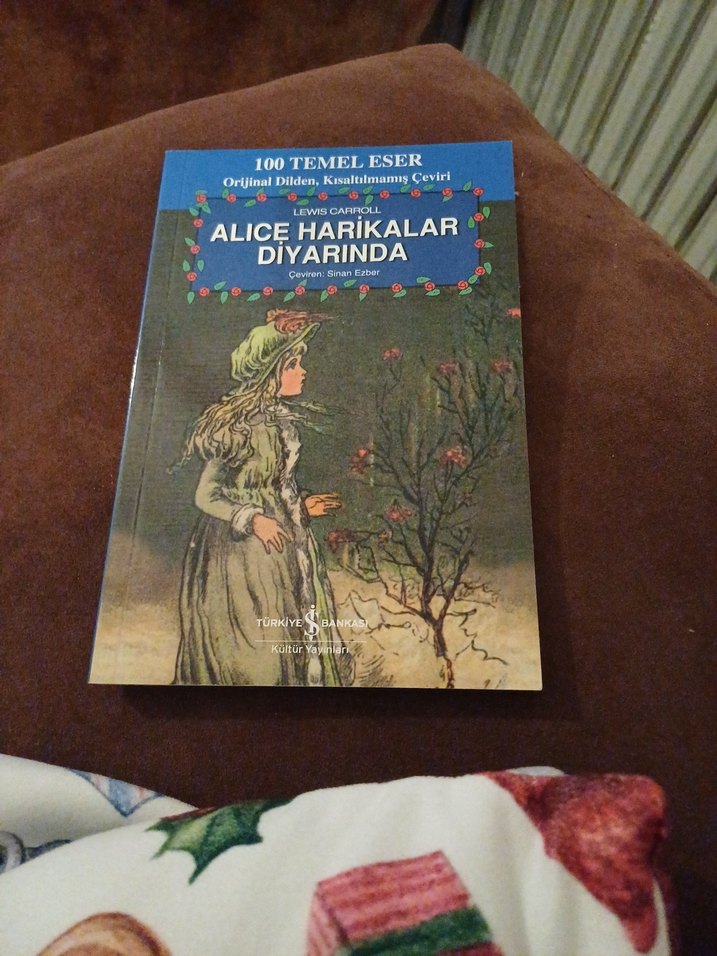 100 TEMEL ESER
Orijinal Dilden, Kısaltılmamış Çeviri
LEWIS CARROLL
ALICE HARİKALAR
DİYARINDA
Çeviren: Sinan Ezber
TÜRKİYE İŞ BANKASI
Kültür Yayınları